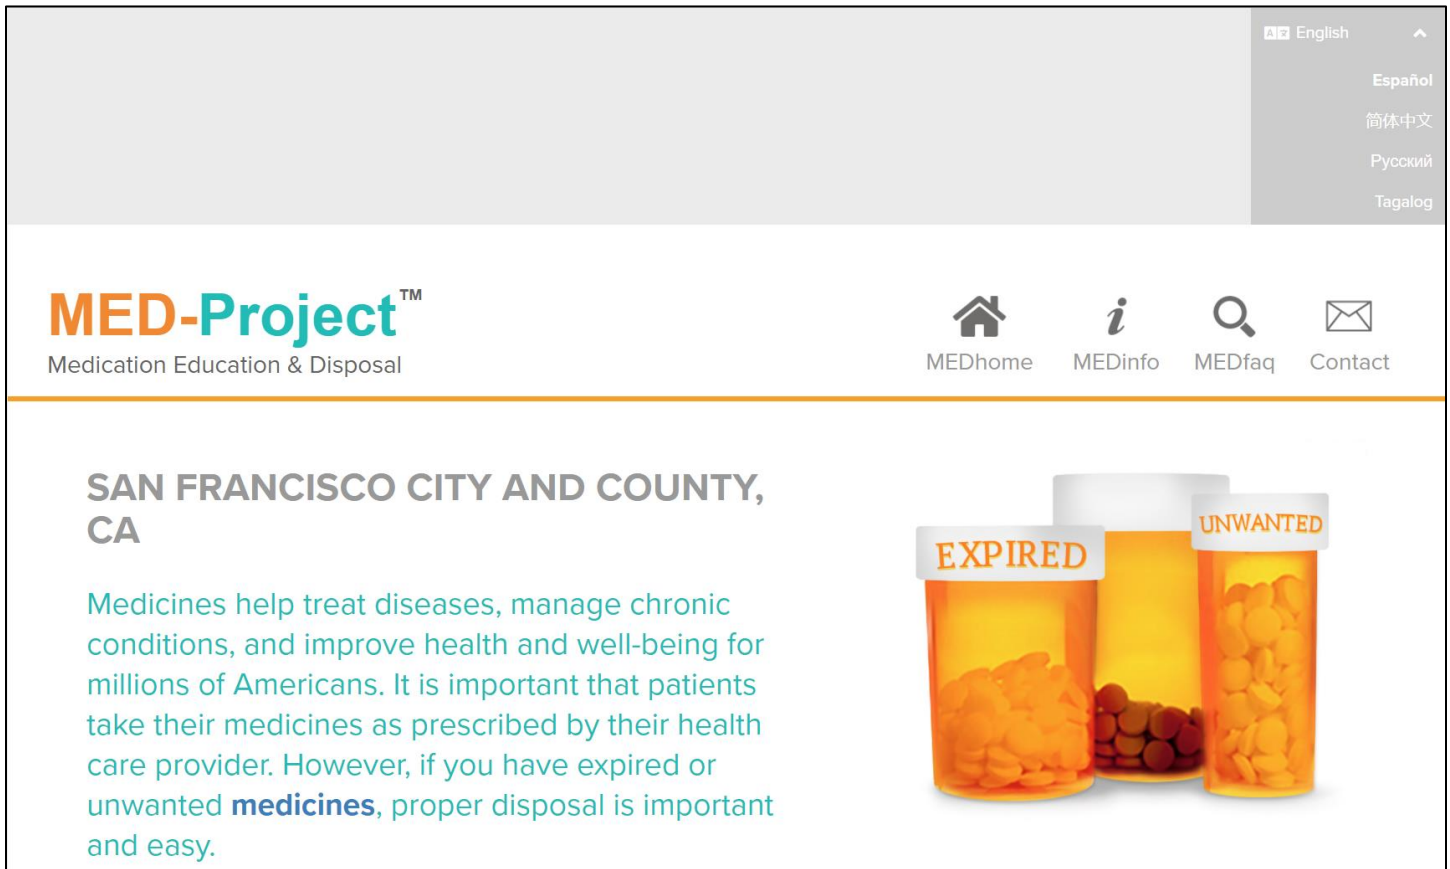 English
Español
简体中文
Русский
Tagalog
MED-Project™
Medication Education & Disposal
MEDhome
MEDinfo
MEDfaq
Contact
SAN FRANCISCO CITY AND COUNTY,
CA
Medicines help treat diseases, manage chronic
conditions, and improve health and well-being for
millions of Americans. It is important that patients
take their medicines as prescribed by their health
care provider. However, if you have expired or
unwanted medicines, proper disposal is important
and easy.
EXPIRED
UNWANTED